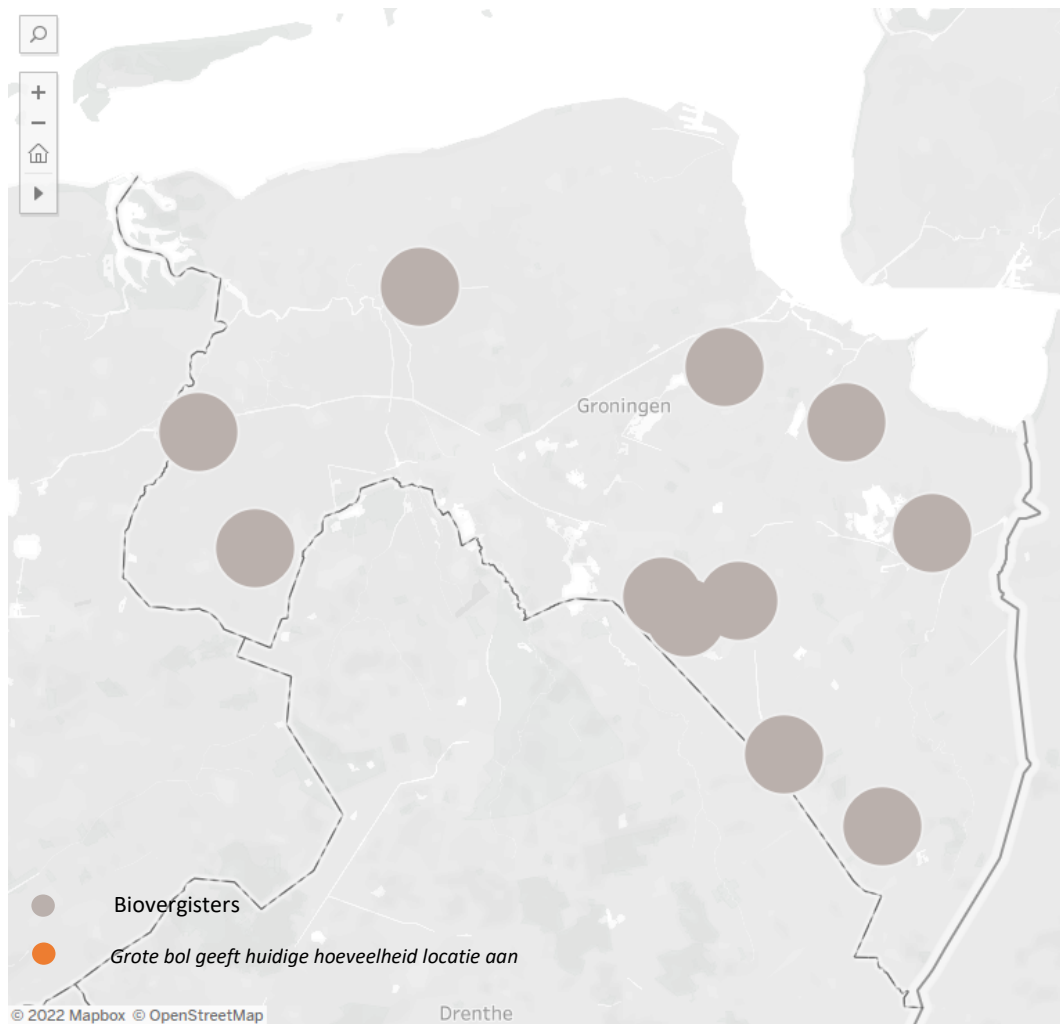 Groningen
Biovergisters
Grote bol geeft huidige hoeveelheid locatie aan
© 2022 Mapbox © OpenStreetMap
Drenthe